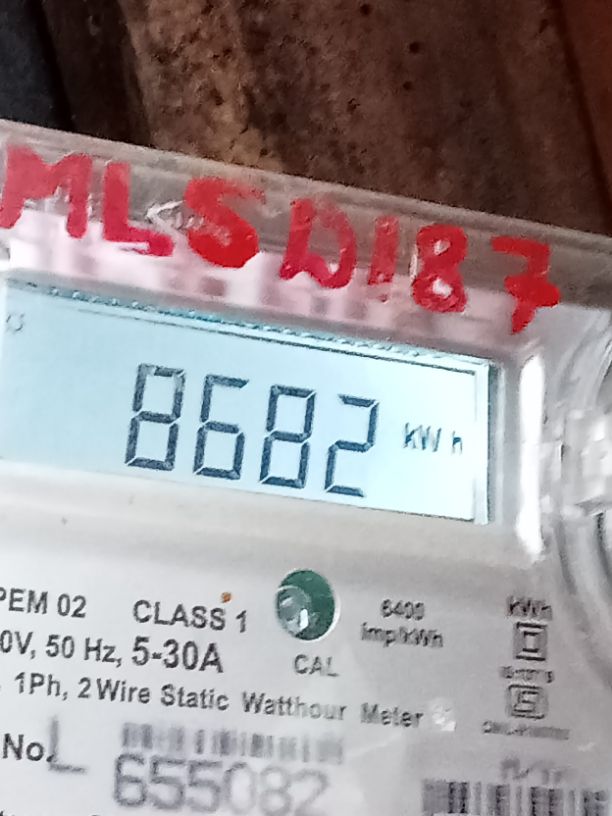 MLSD187
8682 kWh
PEM 02 CLASS 1 6400 imp/kWh kWh
0V, 50 Hz, 5-30A CAL
1Ph, 2 Wire Static Watthour Meter
No. L 655082